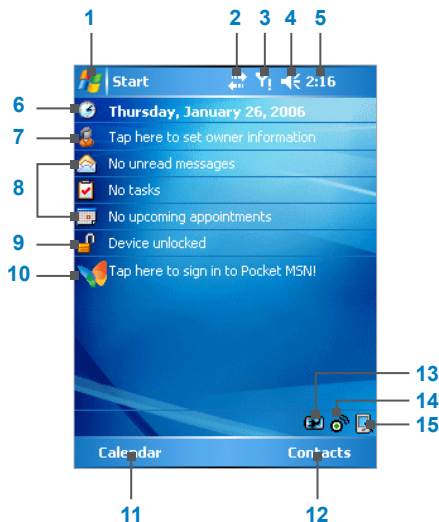 1 2 3 4 5
Start 2:16
6 Thursday, January 26, 2006
7 Tap here to set owner information
No unread messages
8 No tasks
No upcoming appointments
9 Device unlocked
10 Tap here to sign in to Pocket MSN!
13
14
15
Calendar Contacts
11 12